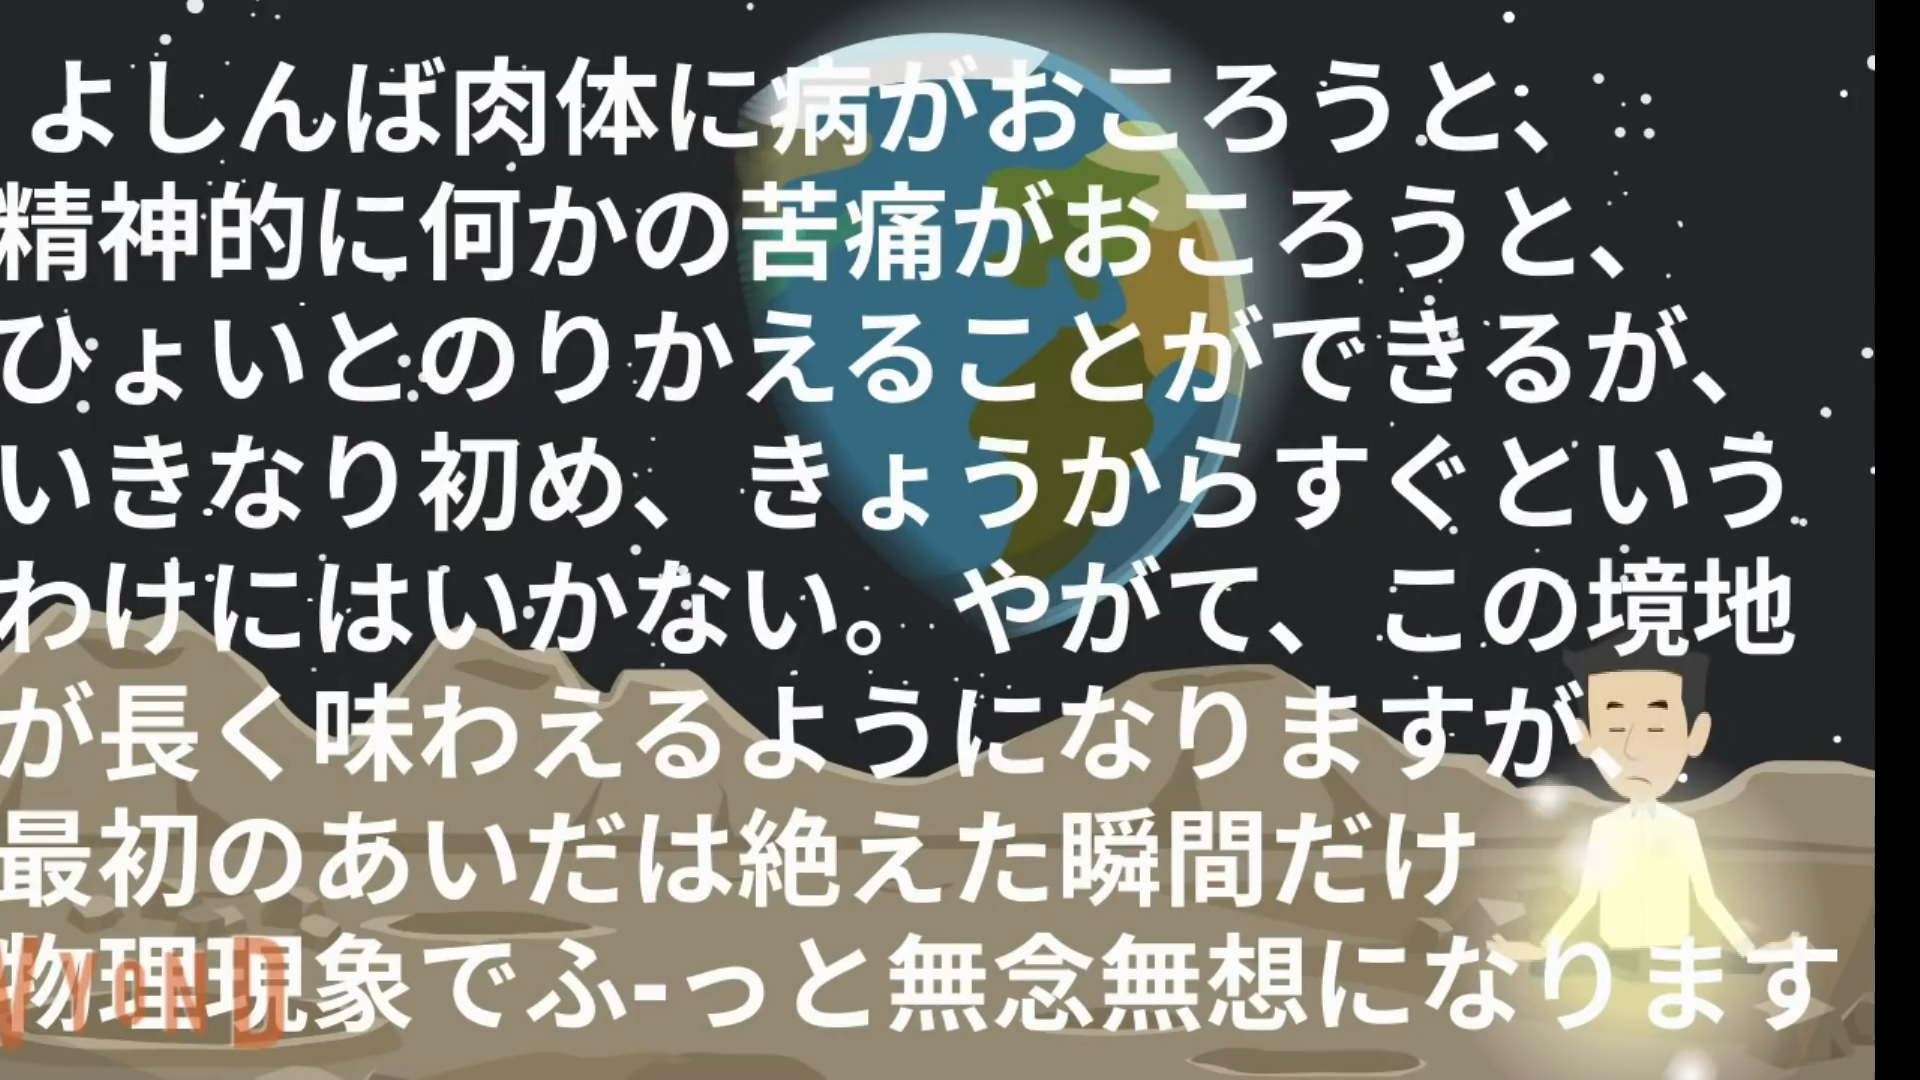 よしんば肉体に病がおころうと、
精神的に何かの苦痛がおころうと、
ひょいとのりかえることができるが、
いきなり初め、きょうからすぐという
わけにはいかない。やがて、この境地
が長く味わえるようになりますが、
最初のあいだは絶えた瞬間だけ
物理現象でふ-っと無念無想になります
VYOND